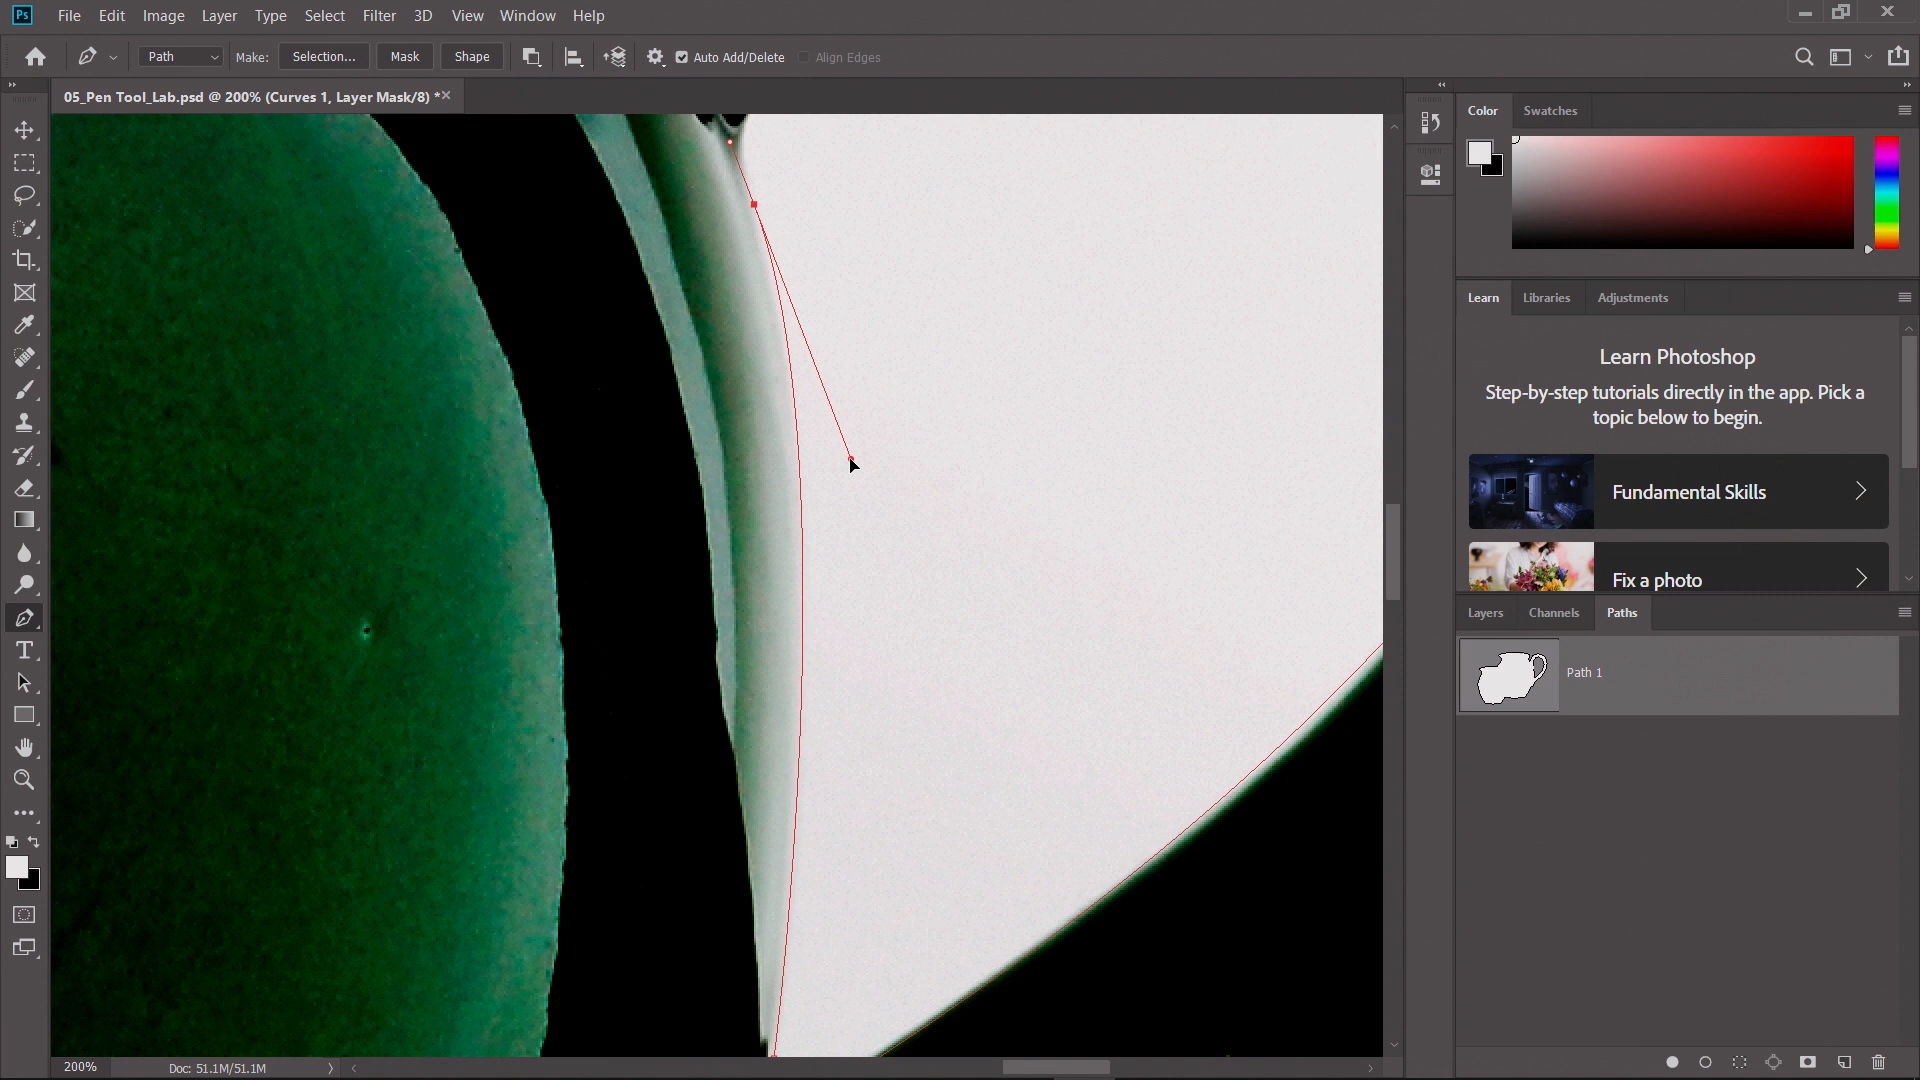 Ps File Edit Image Layer Type Select Filter 3D View Window Help
Path Make: Selection... Mask Shape Auto Add/Delete Align Edges
05_Pen Tool_Lab.psd @ 200% (Curves 1, Layer Mask/8) *
Color Swatches
Learn Libraries Adjustments
Learn Photoshop
Step-by-step tutorials directly in the app. Pick a
topic below to begin.
Fundamental Skills
Fix a photo
Layers Channels Paths
Path 1
200% Doc: 51.1M/51.1M